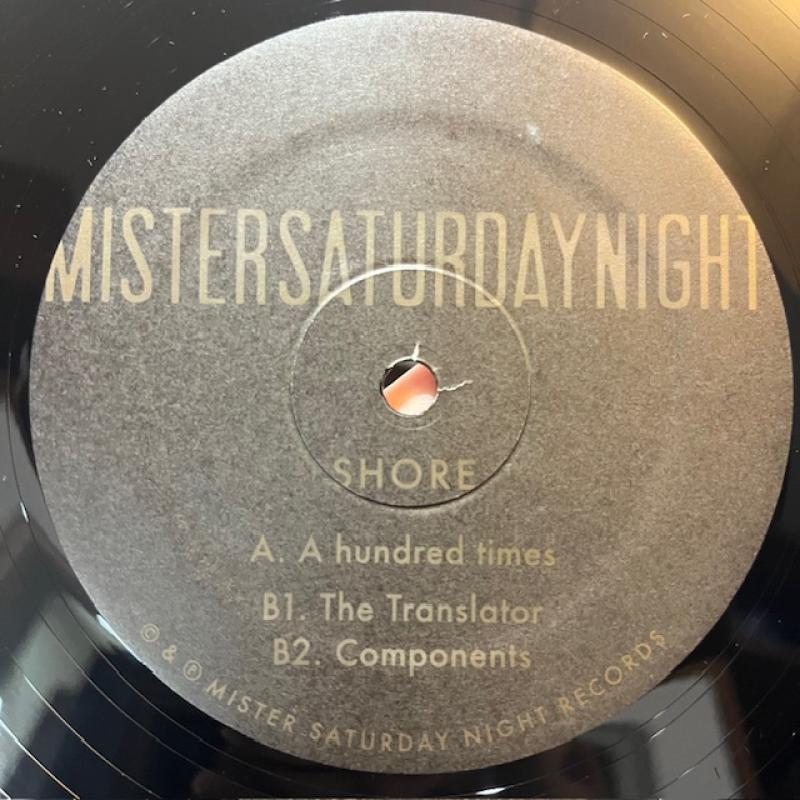 MISTERSATURDAYNIGHT
SHORE
A. A hundred times
B1. The Translator
B2. Components
© & ℗ MISTER SATURDAY NIGHT RECORDS